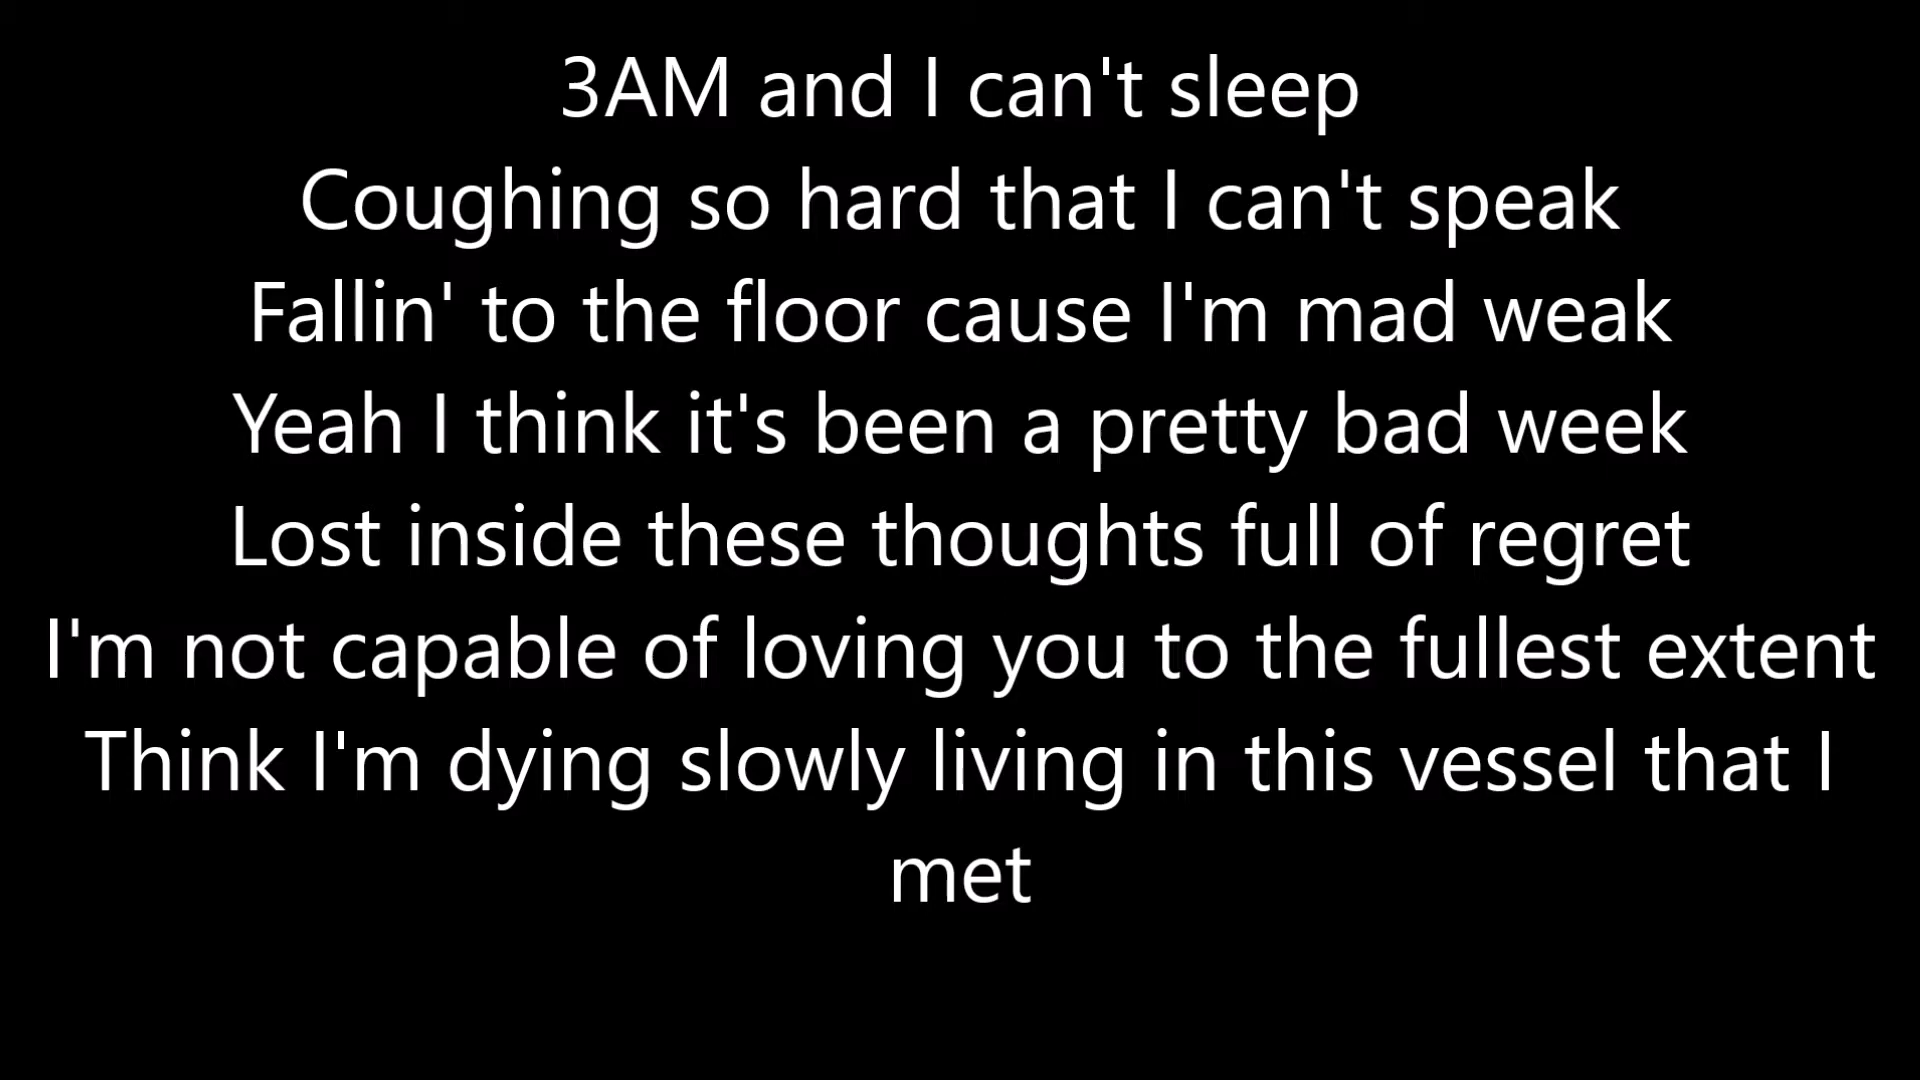 3AM and I can't sleep
Coughing so hard that I can't speak
Fallin' to the floor cause I'm mad weak
Yeah I think it's been a pretty bad week
Lost inside these thoughts full of regret
I'm not capable of loving you to the fullest extent
Think I'm dying slowly living in this vessel that I
met